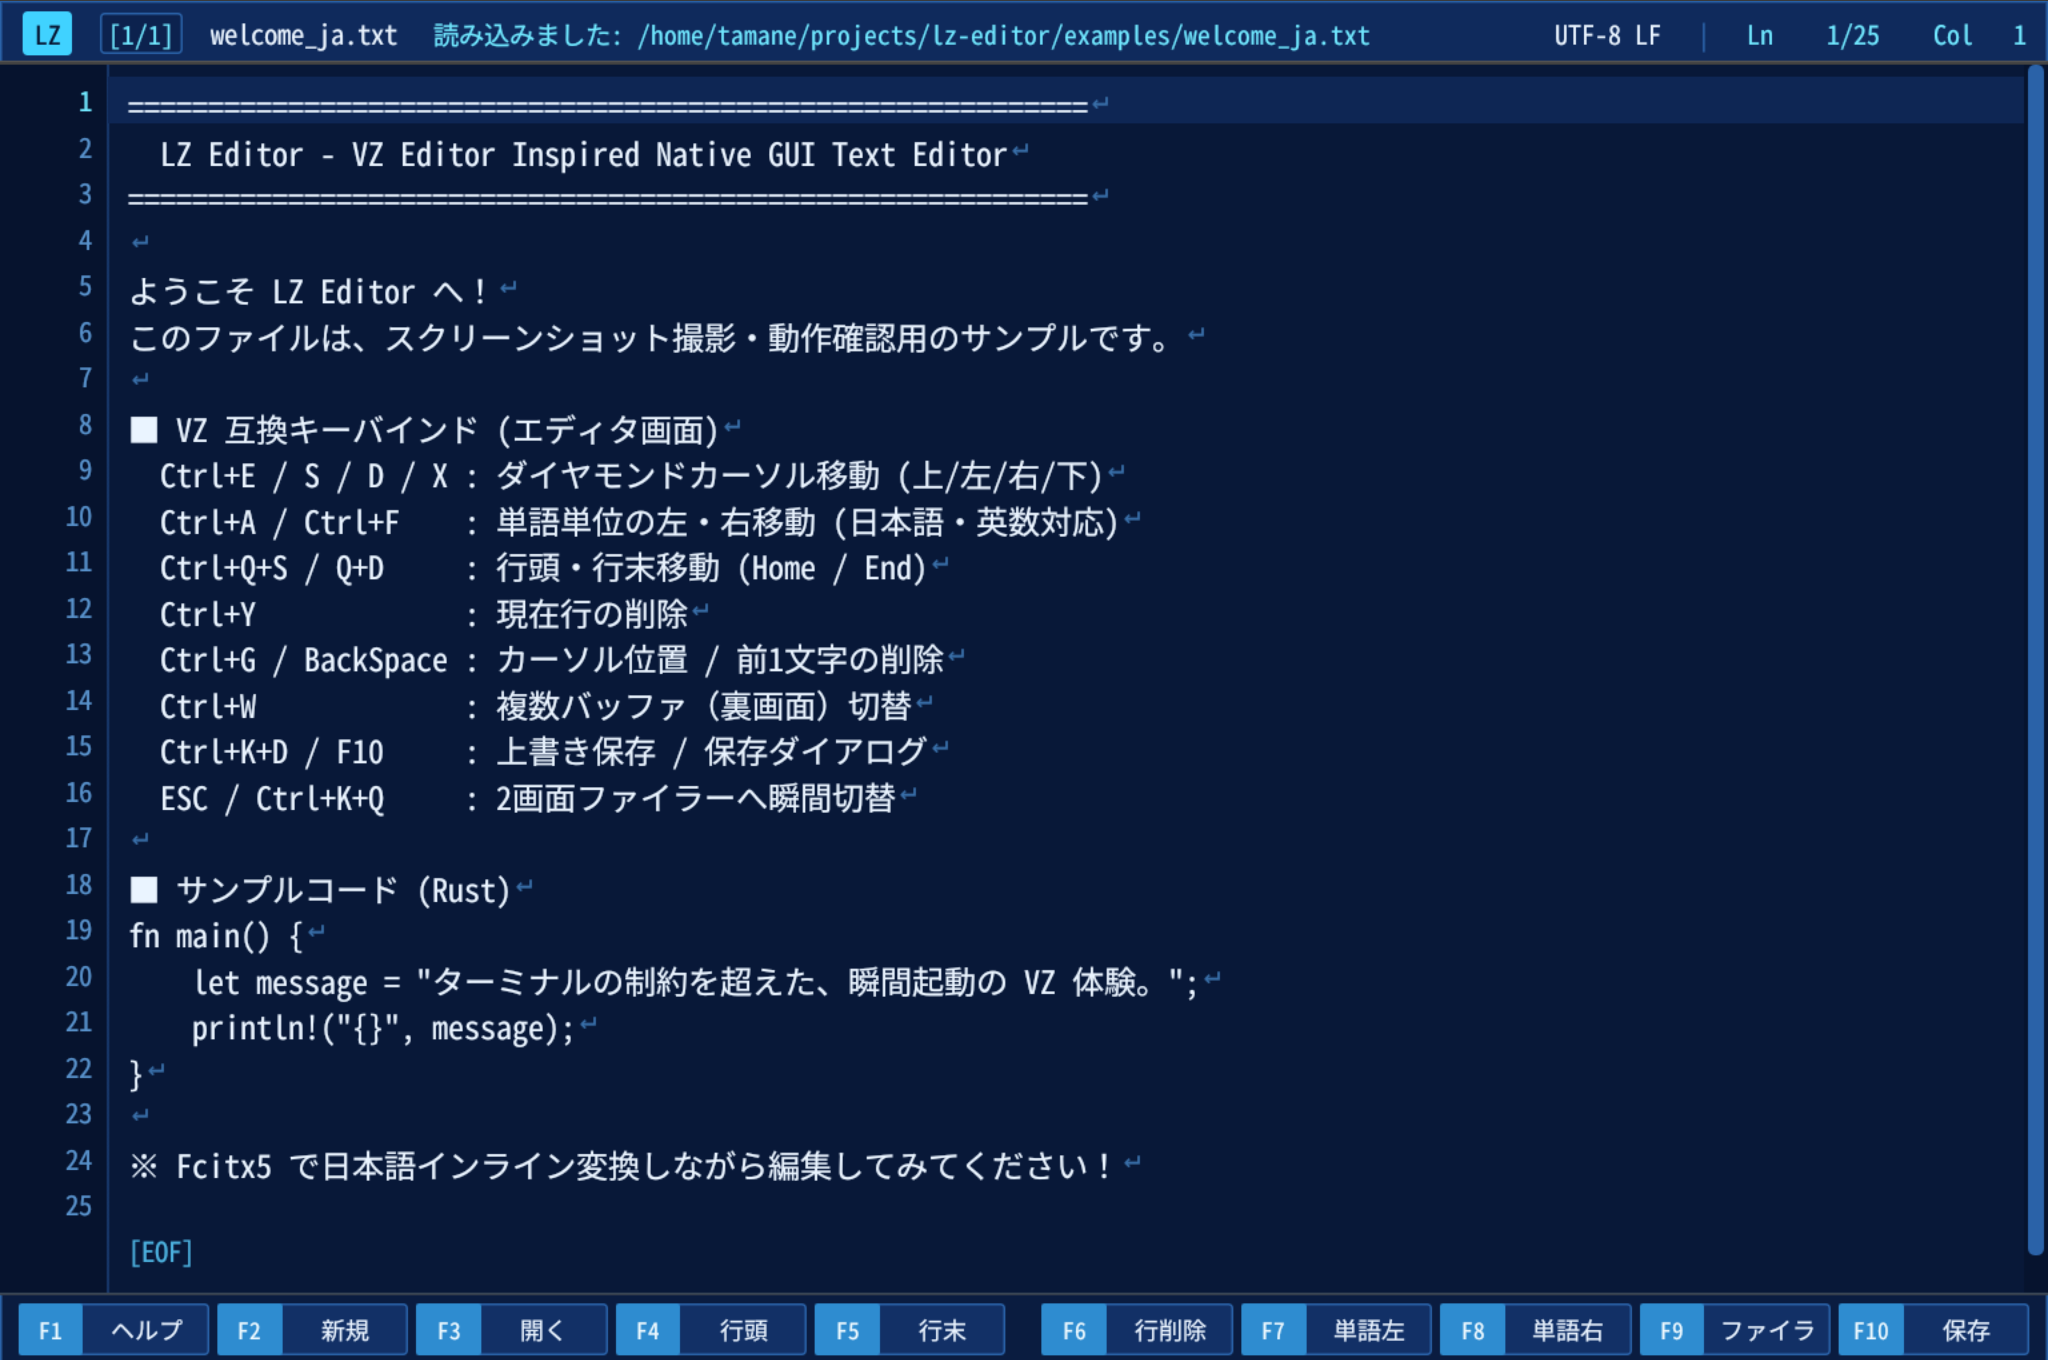 LZ [1/1] welcome_ja.txt 読み込みました: /home/tamane/projects/lz-editor/examples/welcome_ja.txt UTF-8 LF | Ln 1/25 Col 1
1 ============================================================↵
2   LZ Editor - VZ Editor Inspired Native GUI Text Editor↵
3 ============================================================↵
4 ↵
5 ようこそ LZ Editor へ！↵
6 このファイルは、スクリーンショット撮影・動作確認用のサンプルです。↵
7 ↵
8 ■ VZ 互換キーバインド (エディタ画面)↵
9   Ctrl+E / S / D / X : ダイヤモンドカーソル移動 (上/左/右/下)↵
10   Ctrl+A / Ctrl+F    : 単語単位の左・右移動 (日本語・英数対応)↵
11   Ctrl+Q+S / Q+D     : 行頭・行末移動 (Home / End)↵
12   Ctrl+Y             : 現在行の削除↵
13   Ctrl+G / BackSpace : カーソル位置 / 前1文字の削除↵
14   Ctrl+W             : 複数バッファ（裏画面）切替↵
15   Ctrl+K+D / F10     : 上書き保存 / 保存ダイアログ↵
16   ESC / Ctrl+K+Q     : 2画面ファイラーへ瞬間切替↵
17 ↵
18 ■ サンプルコード (Rust)↵
19 fn main() {↵
20     let message = "ターミナルの制約を超えた、瞬間起動の VZ 体験。";↵
21     println!("{}", message);↵
22 }↵
23 ↵
24 ※ Fcitx5 で日本語インライン変換しながら編集してみてください！↵
25
[EOF]
F1 ヘルプ F2 新規 F3 開く F4 行頭 F5 行末 F6 行削除 F7 単語左 F8 単語右 F9 ファイラ F10 保存